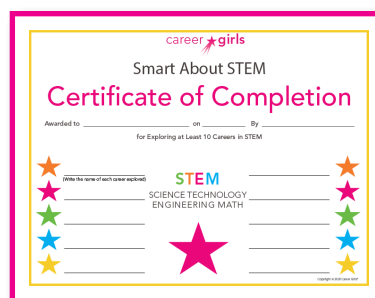 career girls
Smart About STEM
Certificate of Completion
Awarded to on By
for Exploring at Least 10 Careers in STEM
(Write the name of each career explored)
STEM
SCIENCE TECHNOLOGY
ENGINEERING MATH